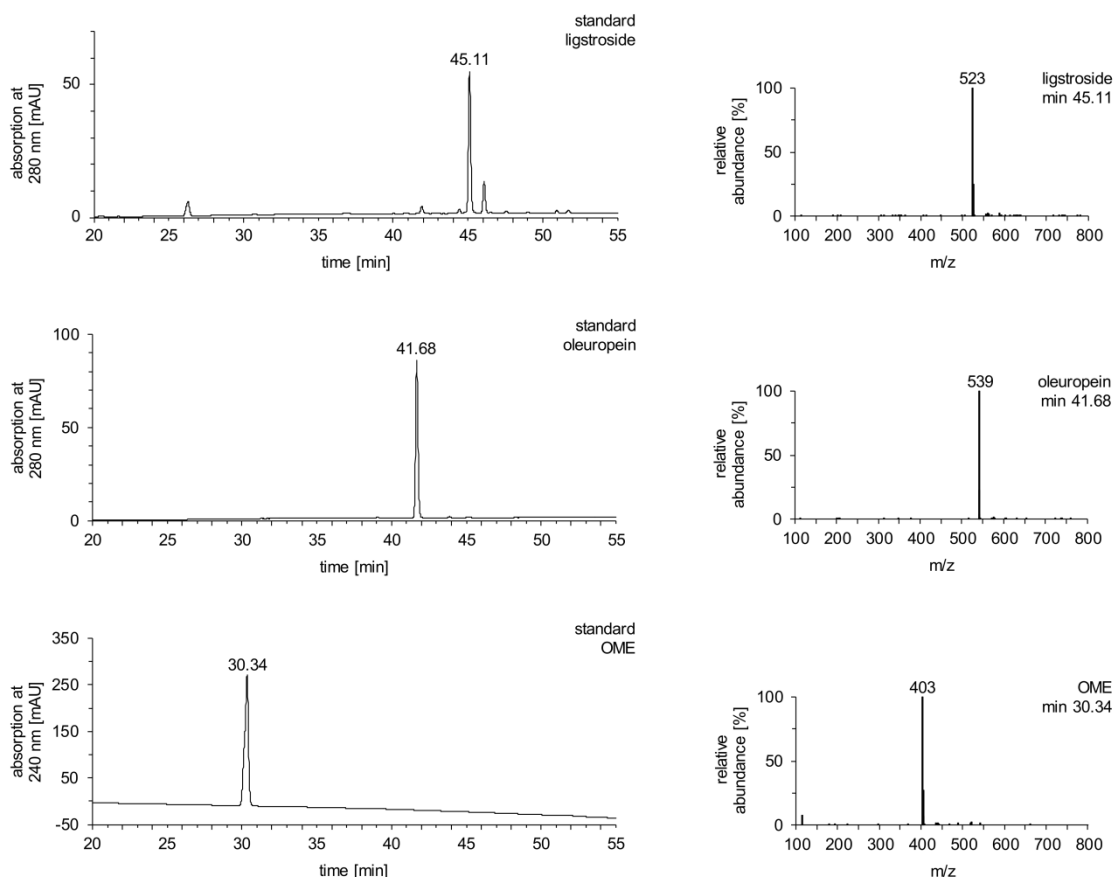 standard
ligstroside
absorption at
280 nm [mAU]
50
0
45.11
20 25 30 35 40 45 50 55
time [min]
ligstroside
min 45.11
relative
abundance [%]
100
50
0
523
100 200 300 400 500 600 700 800
m/z
standard
oleuropein
absorption at
280 nm [mAU]
100
50
0
41.68
20 25 30 35 40 45 50 55
time [min]
oleuropein
min 41.68
relative
abundance [%]
100
50
0
539
100 200 300 400 500 600 700 800
m/z
standard
OME
absorption at
240 nm [mAU]
350
250
150
50
-50
30.34
20 25 30 35 40 45 50 55
time [min]
OME
min 30.34
relative
abundance [%]
100
50
0
403
100 200 300 400 500 600 700 800
m/z